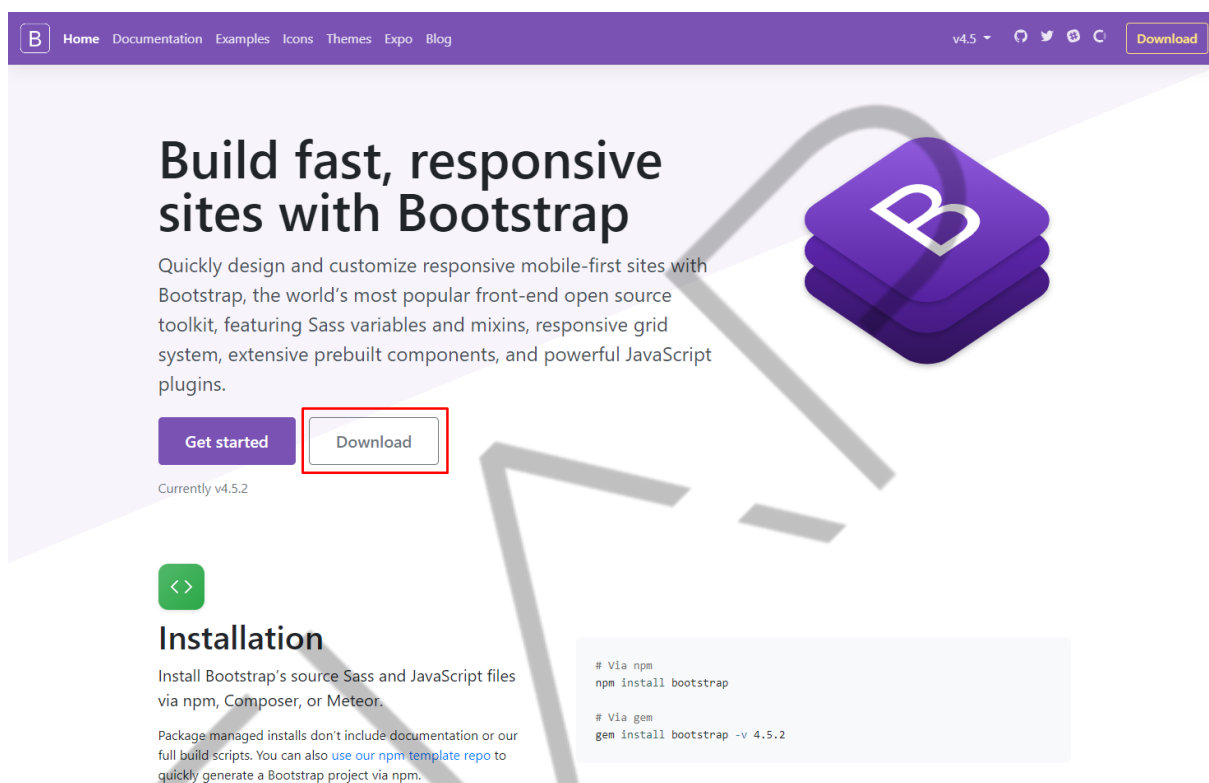 B Home Documentation Examples Icons Themes Expo Blog v4.5 Download
Build fast, responsive
sites with Bootstrap
B
Quickly design and customize responsive mobile-first sites with
Bootstrap, the world's most popular front-end open source
toolkit, featuring Sass variables and mixins, responsive grid
system, extensive prebuilt components, and powerful JavaScript
plugins.
Get started Download
Currently v4.5.2
Installation
Install Bootstrap's source Sass and JavaScript files
via npm, Composer, or Meteor.
Package managed installs don't include documentation or our
full build scripts. You can also use our npm template repo to
quickly generate a Bootstrap project via npm.
# Via npm
npm install bootstrap
# Via gem
gem install bootstrap -v 4.5.2